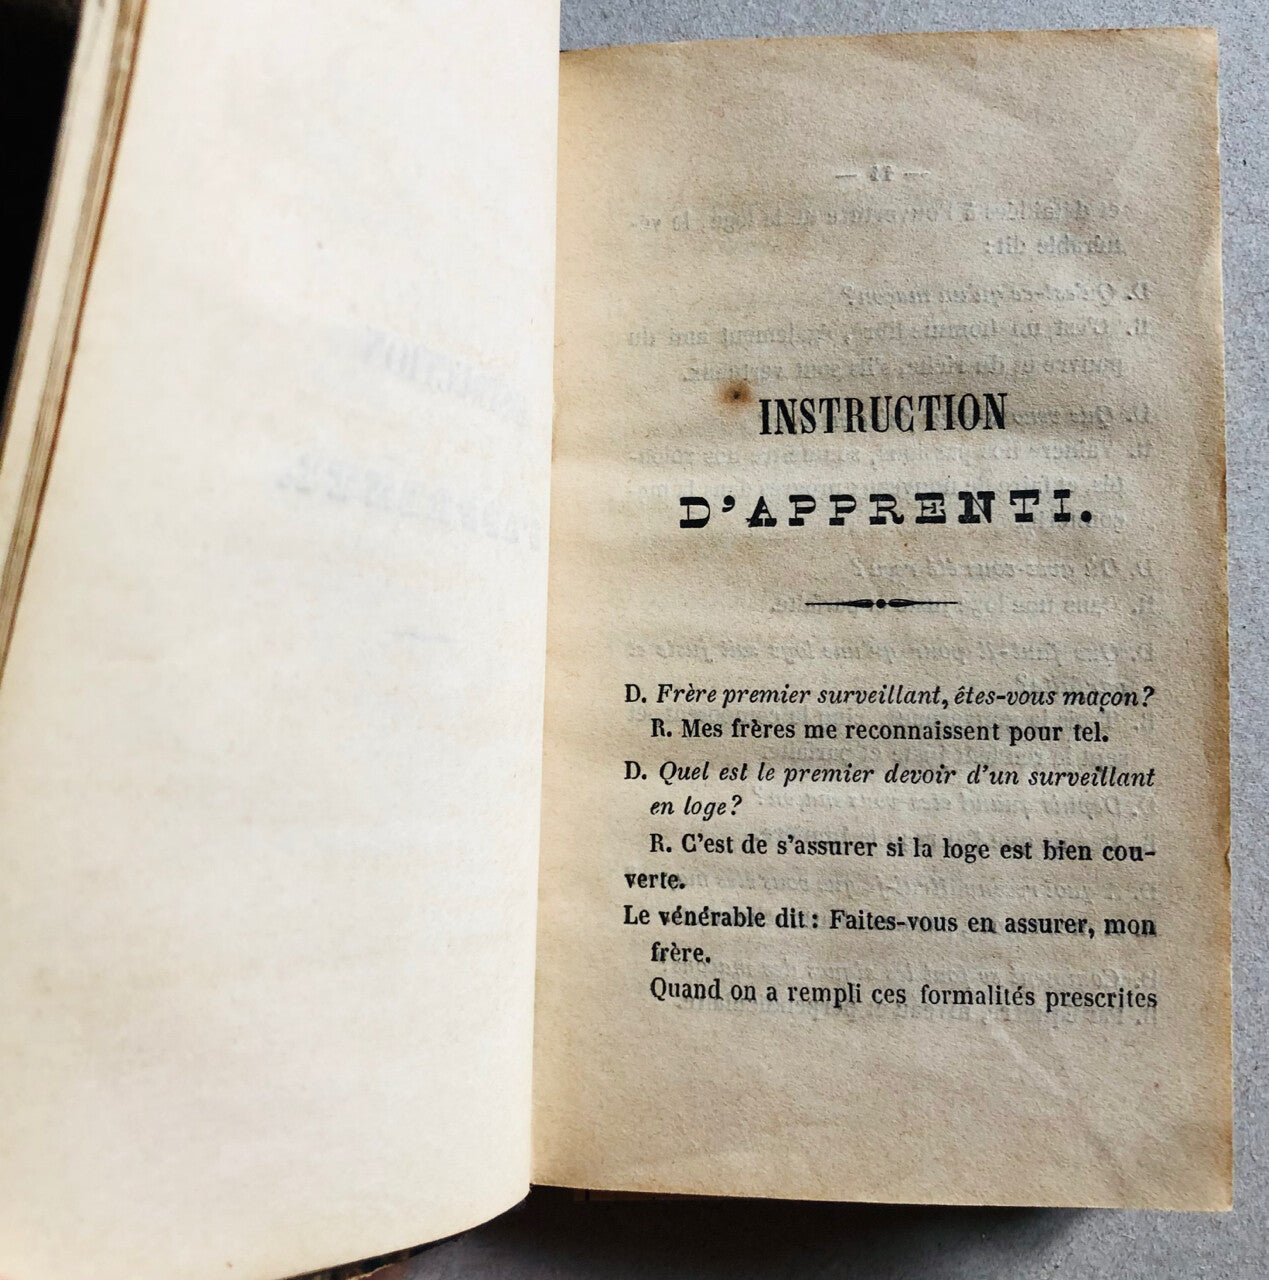 INSTRUCTION
D'APPRENTI.
D. Frère premier surveillant, êtes-vous maçon?
R. Mes frères me reconnaissent pour tel.
D. Quel est le premier devoir d'un surveillant
en loge?
R. C'est de s'assurer si la loge est bien cou-
verte.
Le vénérable dit : Faites-vous en assurer, mon
frère.
Quand on a rempli ces formalités prescrites